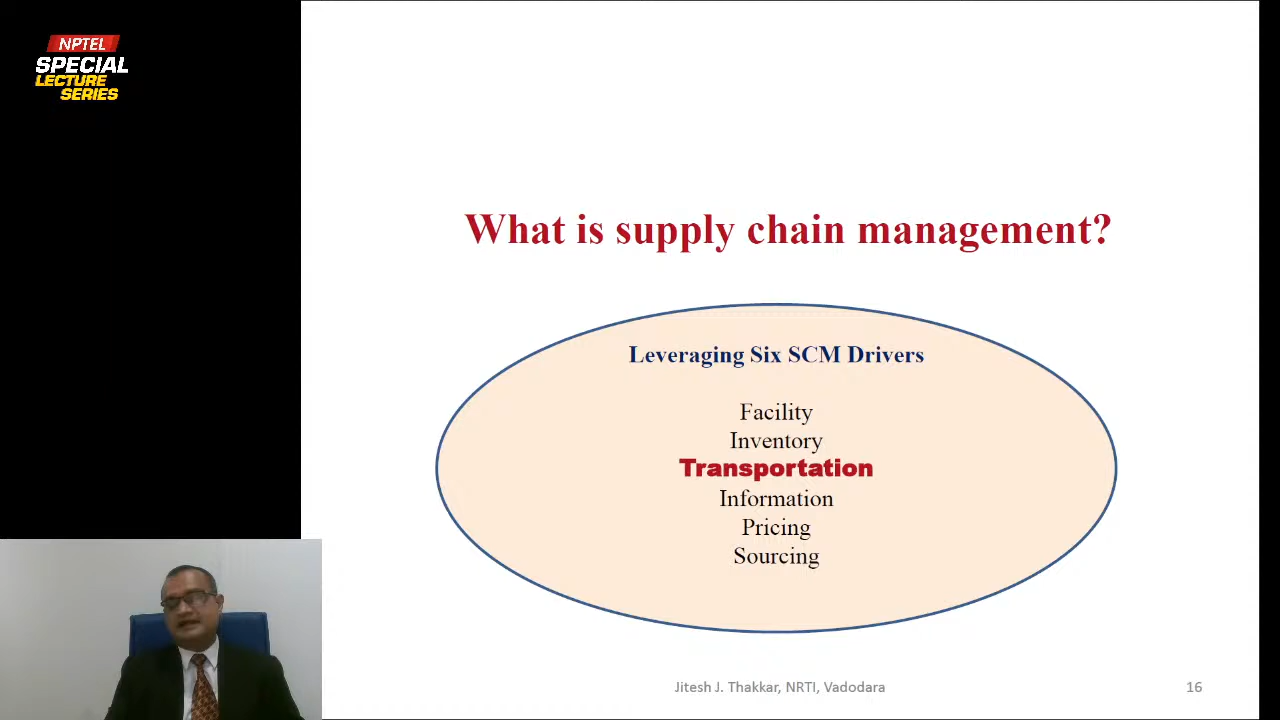 NPTEL
SPECIAL
LECTURE
SERIES
What is supply chain management?
Leveraging Six SCM Drivers
Facility
Inventory
Transportation
Information
Pricing
Sourcing
Jitesh J. Thakkar, NRTI, Vadodara
16